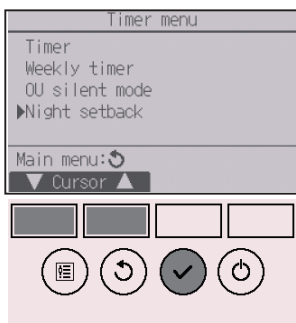 Timer menu
Timer
Weekly timer
OU silent mode
▶Night setback
Main menu:↺
▼ Cursor ▲